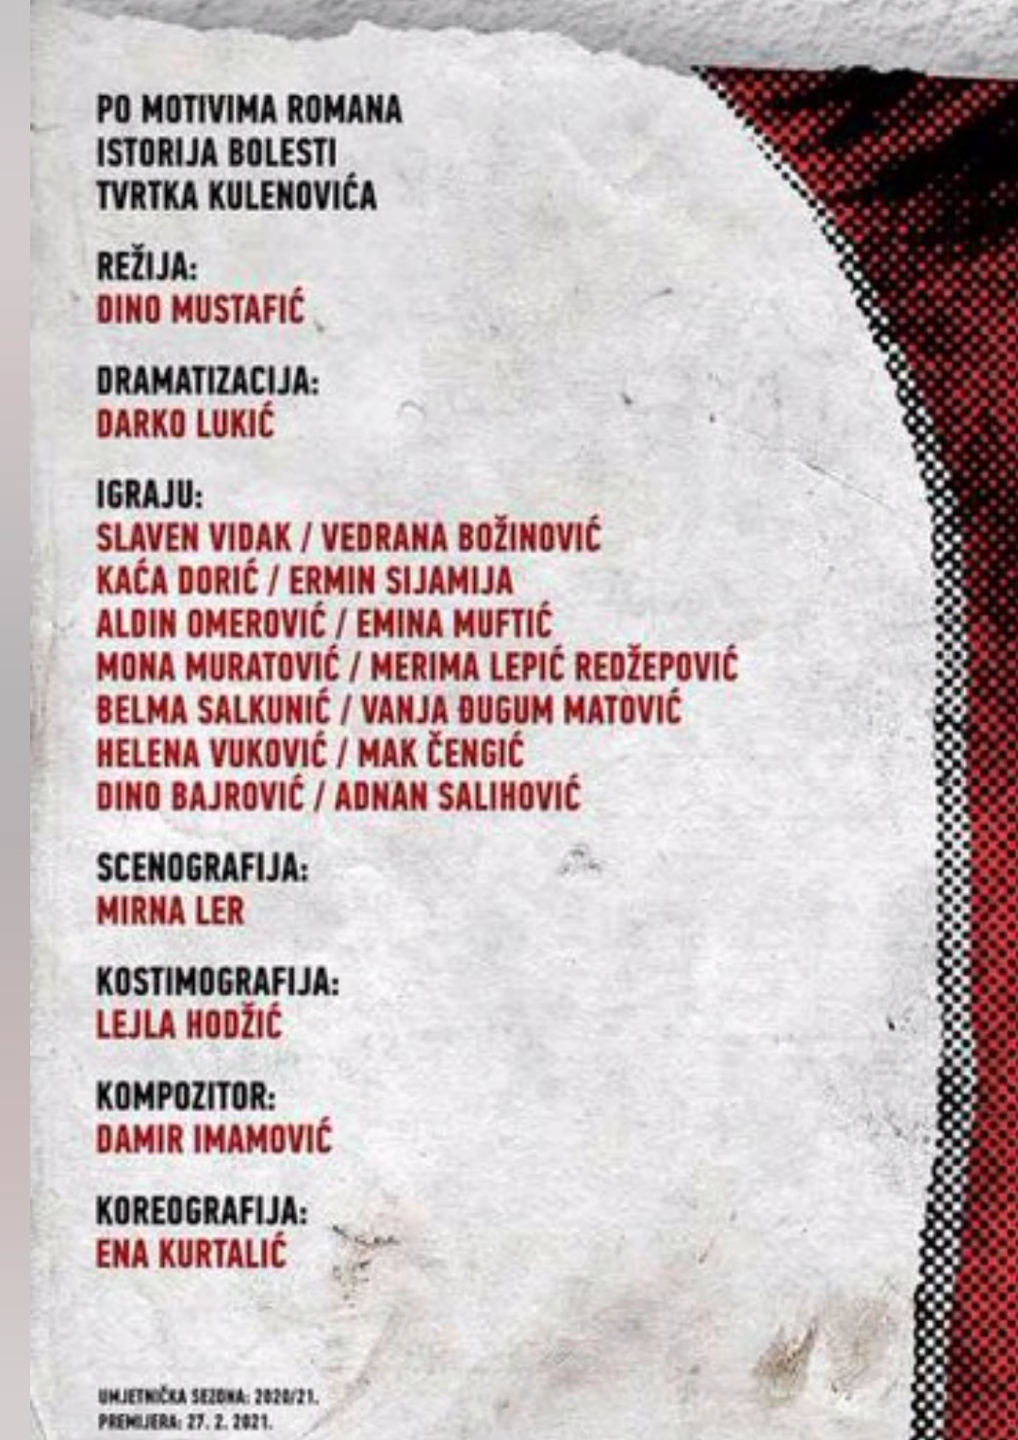 PO MOTIVIMA ROMANA
ISTORIJA BOLESTI
TVRTKA KULENOVIĆA
REŽIJA:
DINO MUSTAFIĆ
DRAMATIZACIJA:
DARKO LUKIĆ
IGRAJU:
SLAVEN VIDAK / VEDRANA BOŽINOVIĆ
KAĆA DORIĆ / ERMIN SIJAMIJA
ALDIN OMEROVIĆ / EMINA MUFTIĆ
MONA MURATOVIĆ / MERIMA LEPIĆ REDŽEPOVIĆ
BELMA SALKUNIĆ / VANJA ĐUGUM MATOVIĆ
HELENA VUKOVIĆ / MAK ČENGIĆ
DINO BAJROVIĆ / ADNAN SALIHOVIĆ
SCENOGRAFIJA:
MIRNA LER
KOSTIMOGRAFIJA:
LEJLA HODŽIĆ
KOMPOZITOR:
DAMIR IMAMOVIĆ
KOREOGRAFIJA:
ENA KURTALIĆ
UMJETNIČKA SEZONA: 2020/21.
PREMIJERA: 27. 2. 2021.